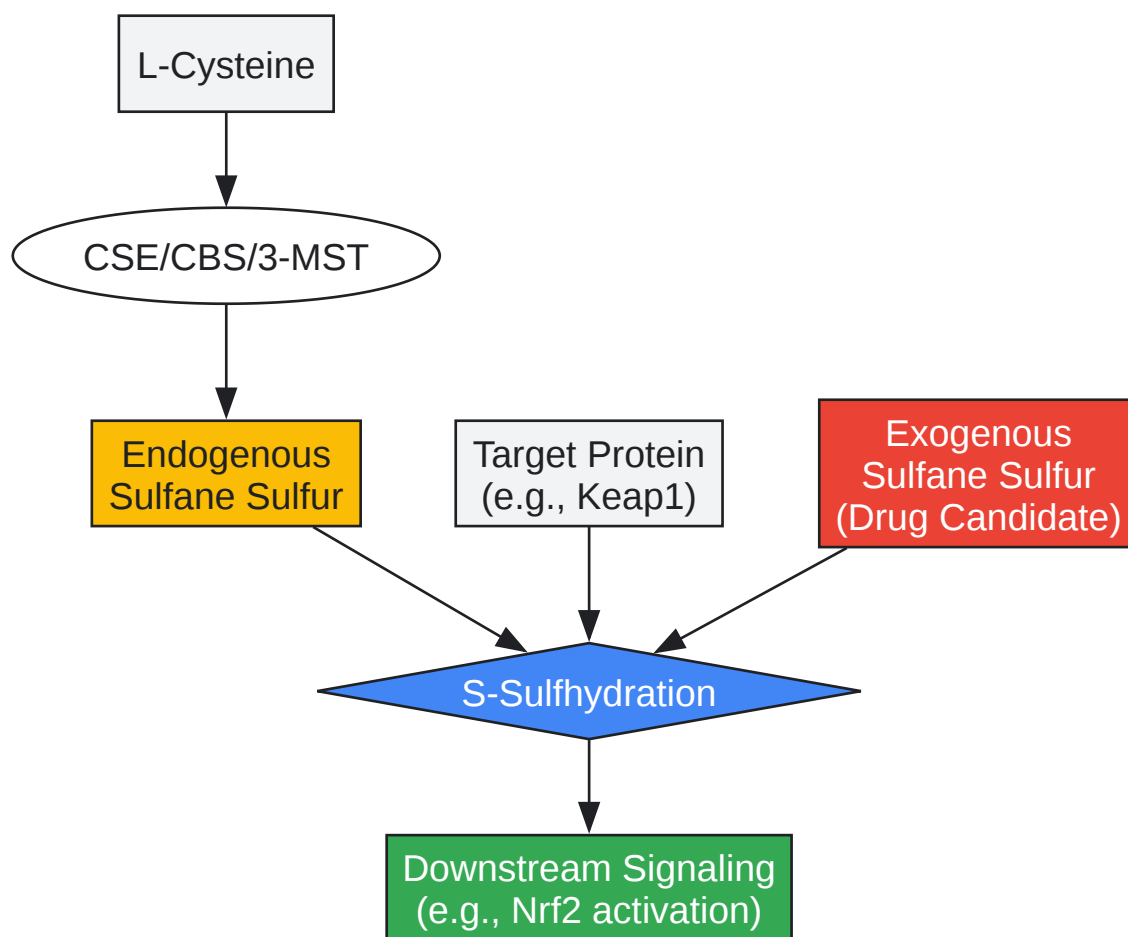 L-Cysteine
CSE/CBS/3-MST
Endogenous
Sulfane Sulfur
Target Protein
(e.g., Keap1)
Exogenous
Sulfane Sulfur
(Drug Candidate)
S-Sulfhydration
Downstream Signaling
(e.g., Nrf2 activation)